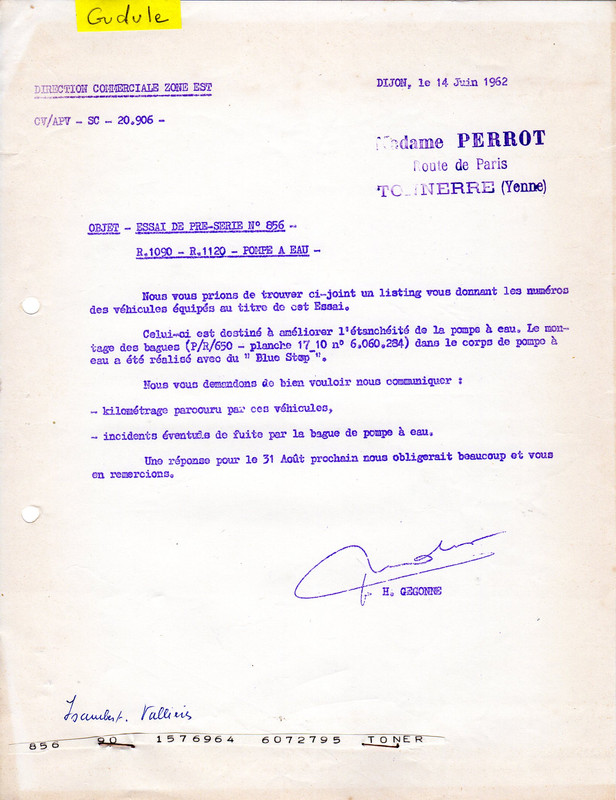 Gudule
DIRECTION COMMERCIALE ZONE EST
DIJON, le 14 Juin 1962
CV/APV - SC - 20.906 -
Madame PERROT
Route de Paris
TONNERRE (Yonne)
OBJET - ESSAI DE PRE-SERIE N° 856 -
R.1090 - R.1120 - POMPE A EAU -
Nous vous prions de trouver ci-joint un listing vous donnant les numéros
des véhicules équipés au titre de cet Essai.
Celui-ci est destiné à améliorer l'étanchéité de la pompe à eau. Le mon-
tage des bagues (P/R/650 - planche 17_10 n° 6.060.284) dans le corps de pompe à
eau a été réalisé avec du " Blue Stop ".
Nous vous demandons de bien vouloir nous communiquer :
- kilométrage parcouru par ces véhicules,
- incidents éventuels de fuite par la bague de pompe à eau.
Une réponse pour le 31 Août prochain nous obligerait beaucoup et vous
en remercions.
H. GEGONNE
856 90 1576964 6072795 TONER